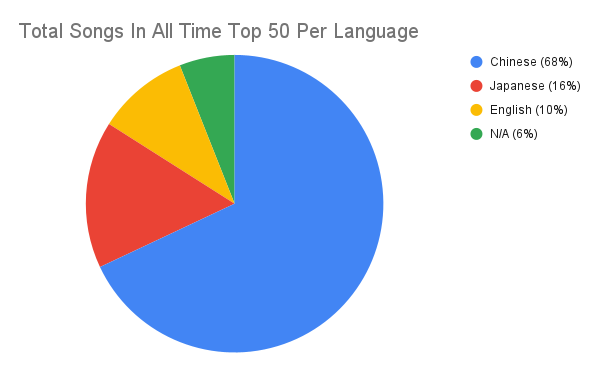 Total Songs In All Time Top 50 Per Language
Chinese (68%)
Japanese (16%)
English (10%)
N/A (6%)